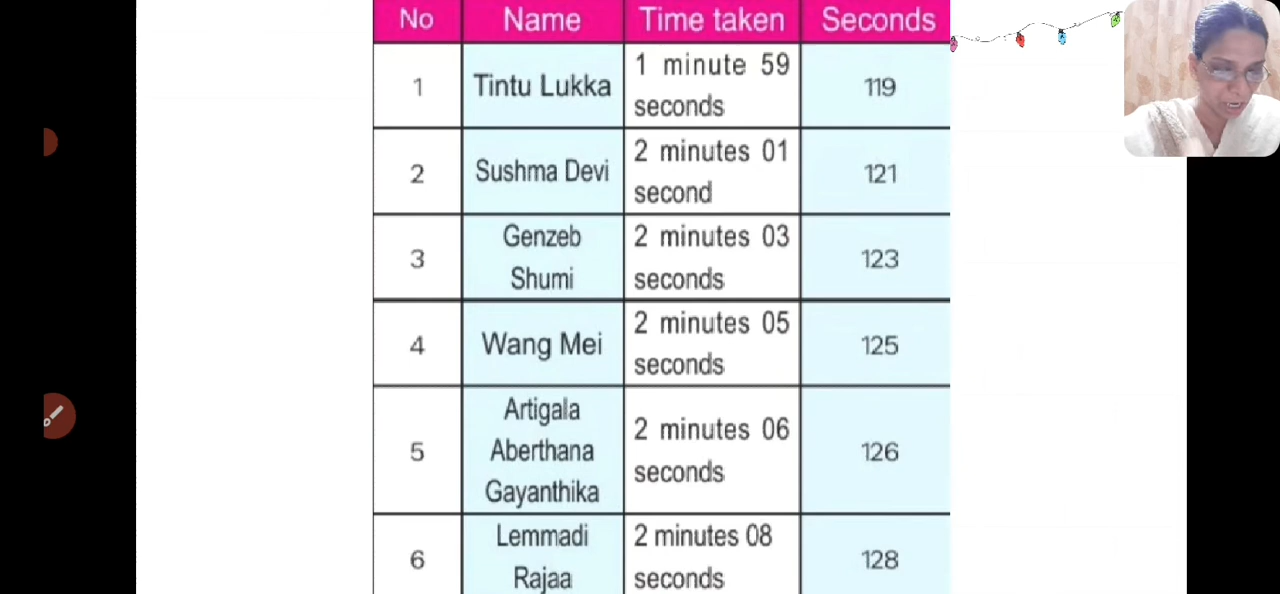 No Name Time taken Seconds
1 Tintu Lukka 1 minute 59 seconds 119
2 Sushma Devi 2 minutes 01 second 121
3 Genzeb Shumi 2 minutes 03 seconds 123
4 Wang Mei 2 minutes 05 seconds 125
5 Artigala Aberthana Gayanthika 2 minutes 06 seconds 126
6 Lemmadi Rajaa 2 minutes 08 seconds 128